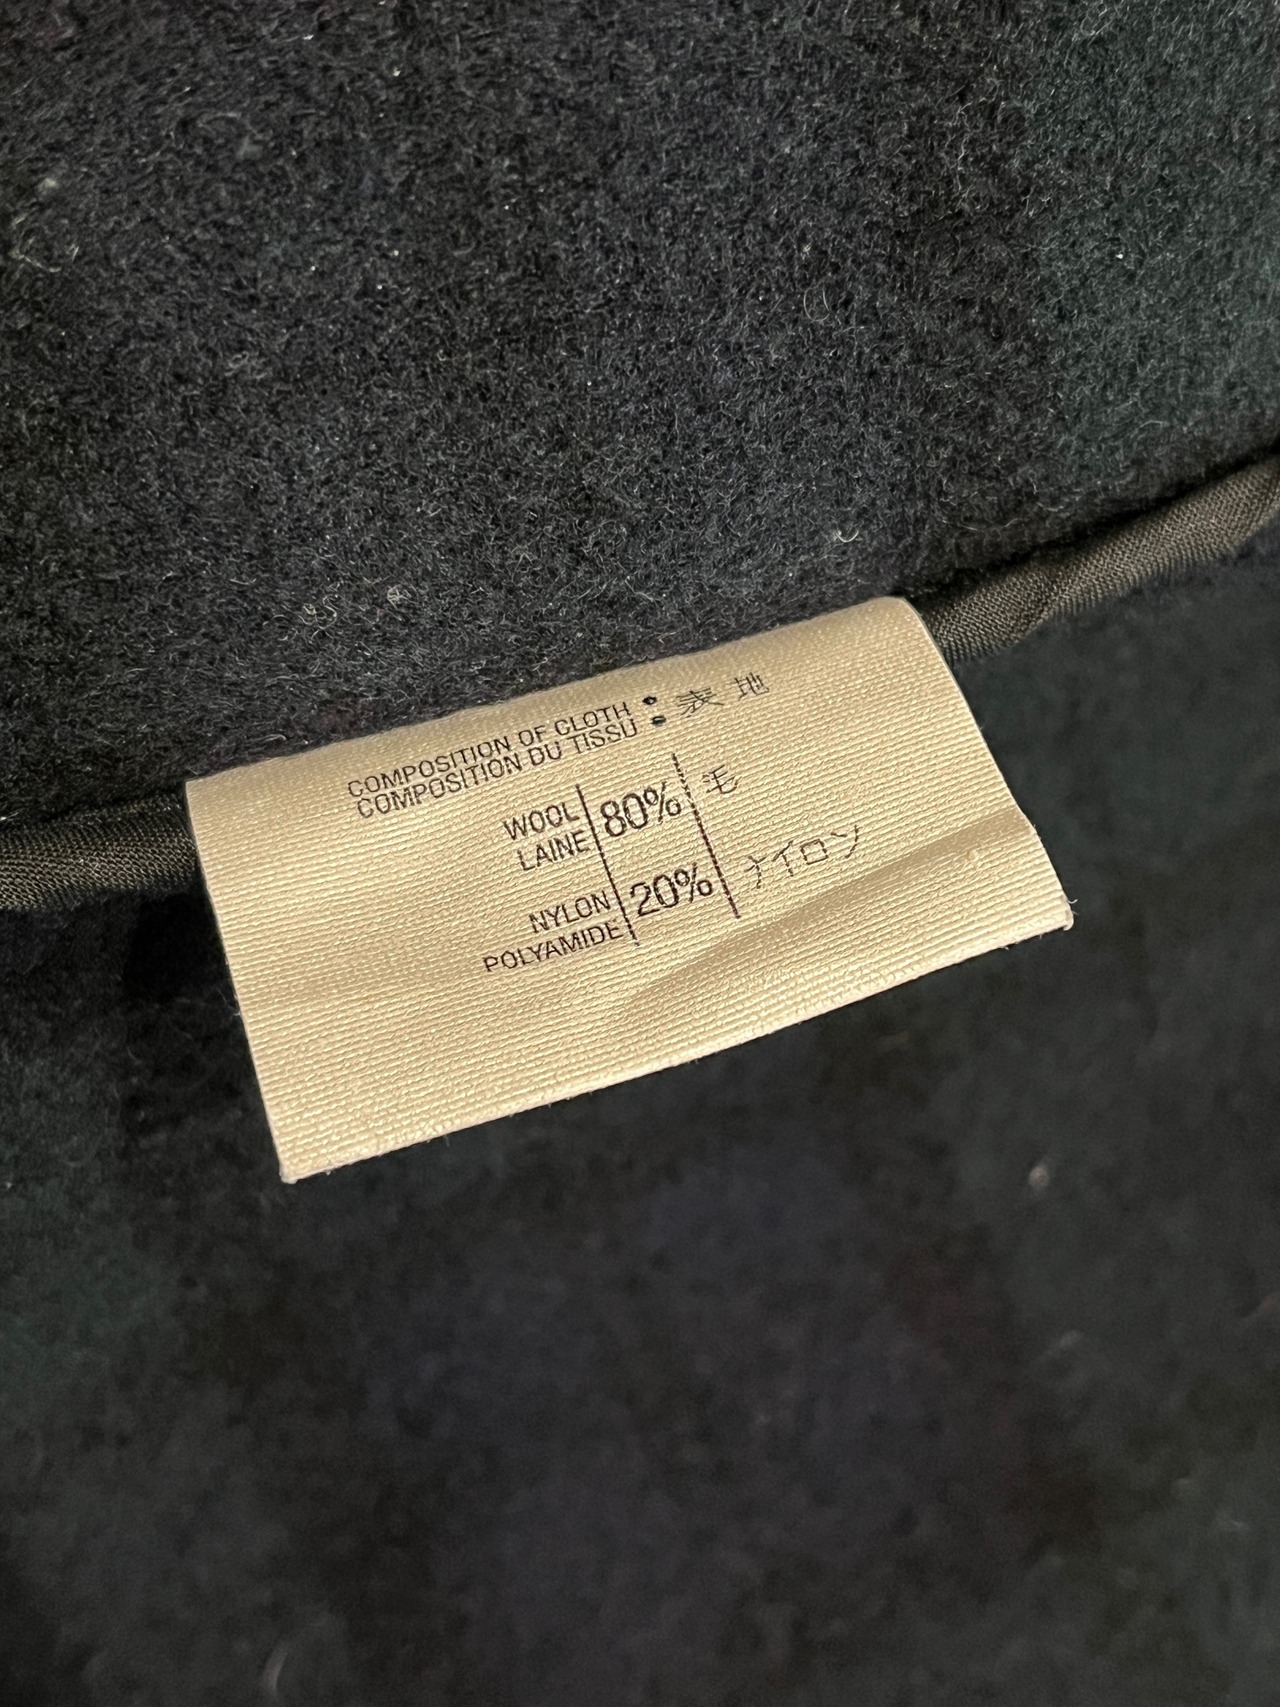 COMPOSITION OF CLOTH : 表地
COMPOSITION DU TISSU
WOOL 80% 毛
LAINE
NYLON 20% ナイロン
POLYAMIDE